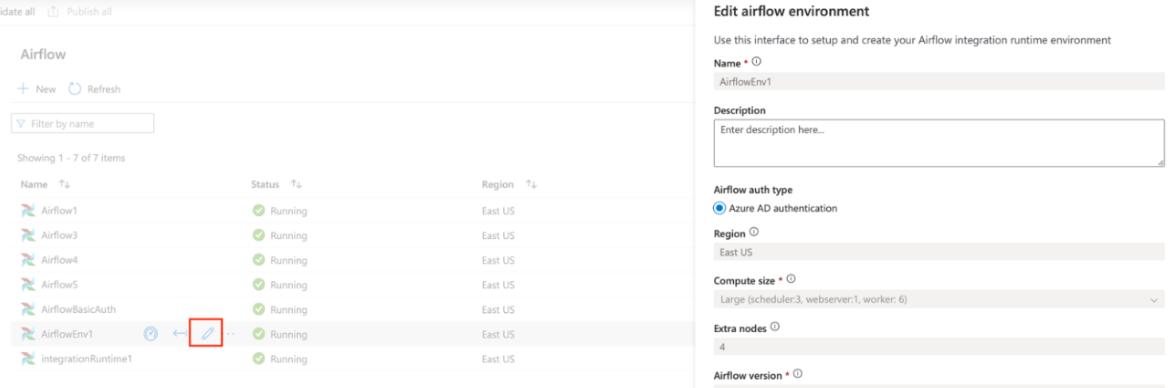 idate all Publish all
Airflow
New Refresh
Filter by name
Showing 1 - 7 of 7 items
Name Status Region
Airflow1 Running East US
Airflow3 Running East US
Airflow4 Running East US
Airflow5 Running East US
AirflowBasicAuth Running East US
AirflowEnv1 Running East US
integrationRuntime1 Running East US
Edit airflow environment
Use this interface to setup and create your Airflow integration runtime environment
Name *
AirflowEnv1
Description
Enter description here...
Airflow auth type
Azure AD authentication
Region
East US
Compute size *
Large (scheduler:3, webserver:1, worker: 6)
Extra nodes
4
Airflow version *